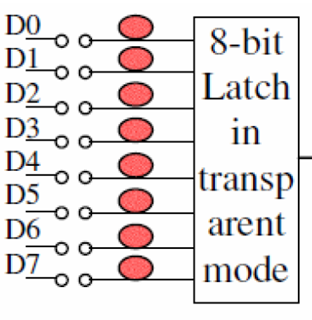 D0
D1
D2
D3
D4
D5
D6
D7
8-bit
Latch
in
transp
arent
mode